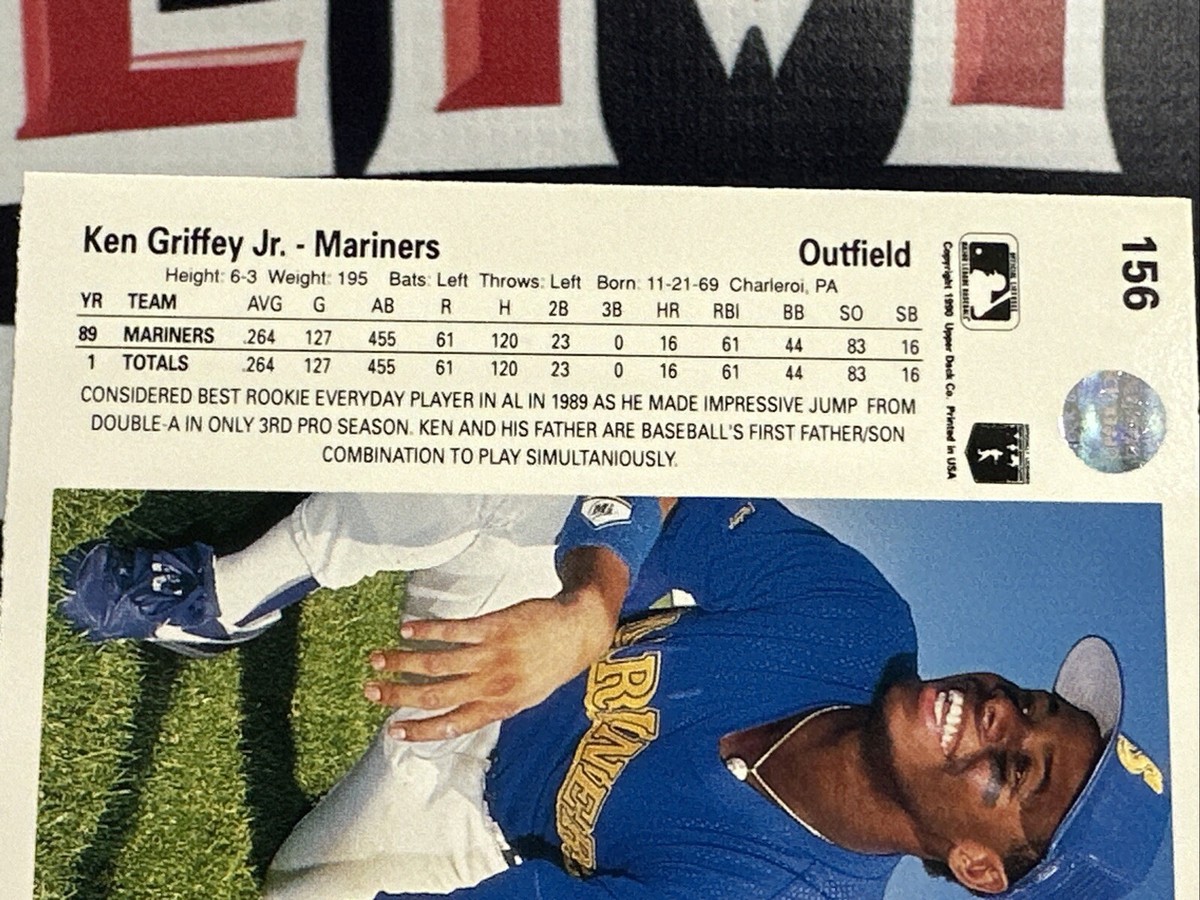 Ken Griffey Jr. - Mariners Outfield
Height: 6-3 Weight: 195 Bats: Left Throws: Left Born: 11-21-69 Charleroi, PA
YR TEAM AVG G AB R H 2B 3B HR RBI BB SO SB
89 MARINERS .264 127 455 61 120 23 0 16 61 44 83 16
1 TOTALS .264 127 455 61 120 23 0 16 61 44 83 16
CONSIDERED BEST ROOKIE EVERYDAY PLAYER IN AL IN 1989 AS HE MADE IMPRESSIVE JUMP FROM
DOUBLE-A IN ONLY 3RD PRO SEASON. KEN AND HIS FATHER ARE BASEBALL'S FIRST FATHER/SON
COMBINATION TO PLAY SIMULTANIOUSLY.
Copyright 1990 Upper Deck Co. Printed in USA
156
S